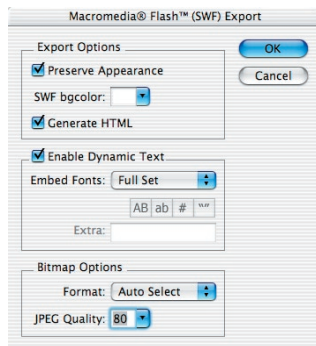 Macromedia® Flash™ (SWF) Export
Export Options
OK
Preserve Appearance
Cancel
SWF bgcolor:
Generate HTML
Enable Dynamic Text
Embed Fonts: Full Set
AB ab # “”
Extra:
Bitmap Options
Format: Auto Select
JPEG Quality: 80